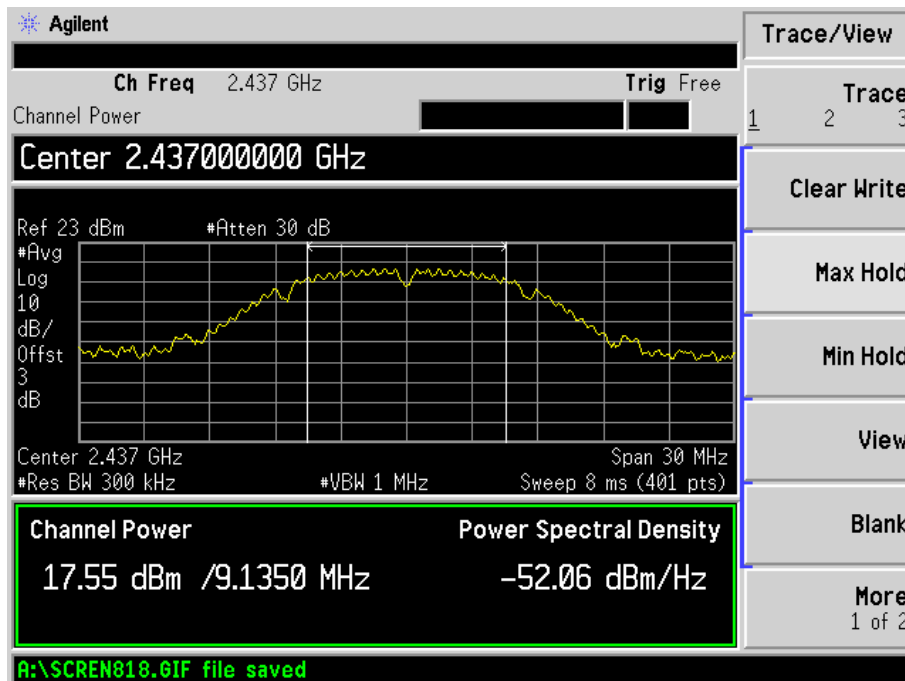 Agilent
Ch Freq 2.437 GHz Trig Free
Channel Power
Center 2.437000000 GHz
Ref 23 dBm #Atten 30 dB
#Avg
Log
10
dB/
Offst
3
dB
Center 2.437 GHz Span 30 MHz
#Res BW 300 kHz #VBW 1 MHz Sweep 8 ms (401 pts)
Channel Power Power Spectral Density
17.55 dBm /9.1350 MHz -52.06 dBm/Hz
A:\SCREN818.GIF file saved
Trace/View
Trace
1 2 3
Clear Write
Max Hold
Min Hold
View
Blank
More
1 of 2